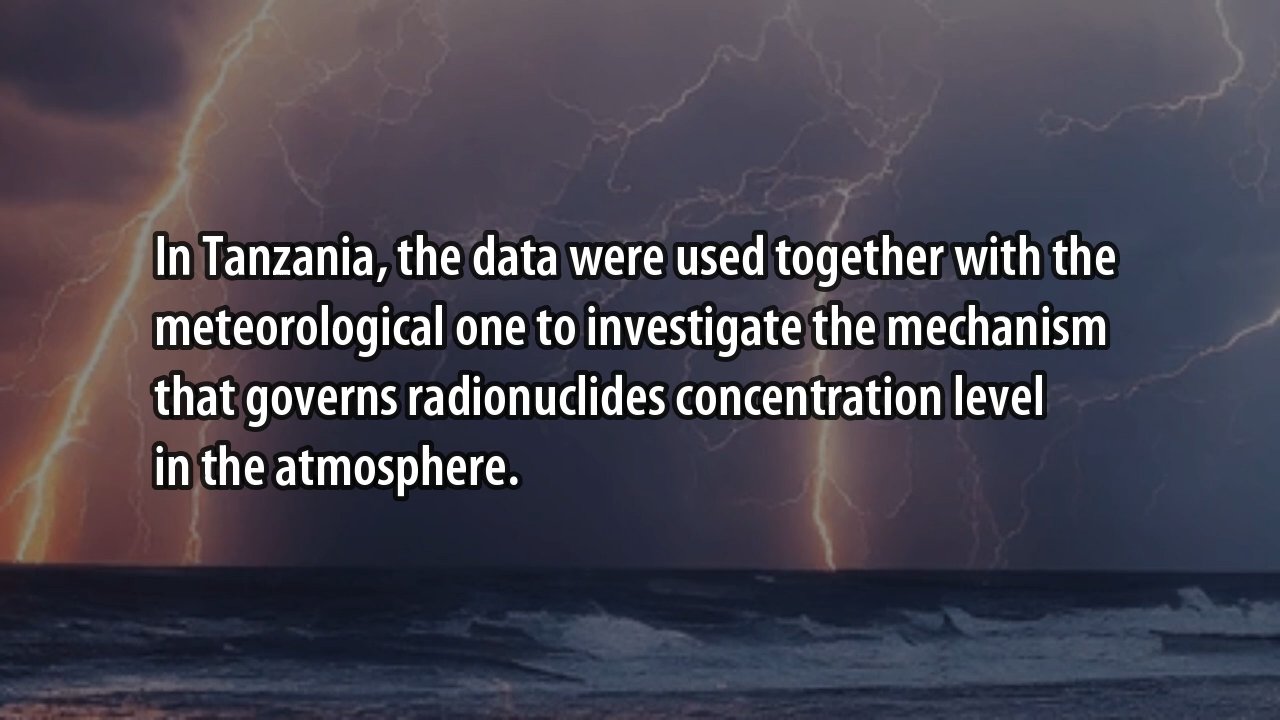 In Tanzania, the data were used together with the
meteorological one to investigate the mechanism
that governs radionuclides concentration level
in the atmosphere.